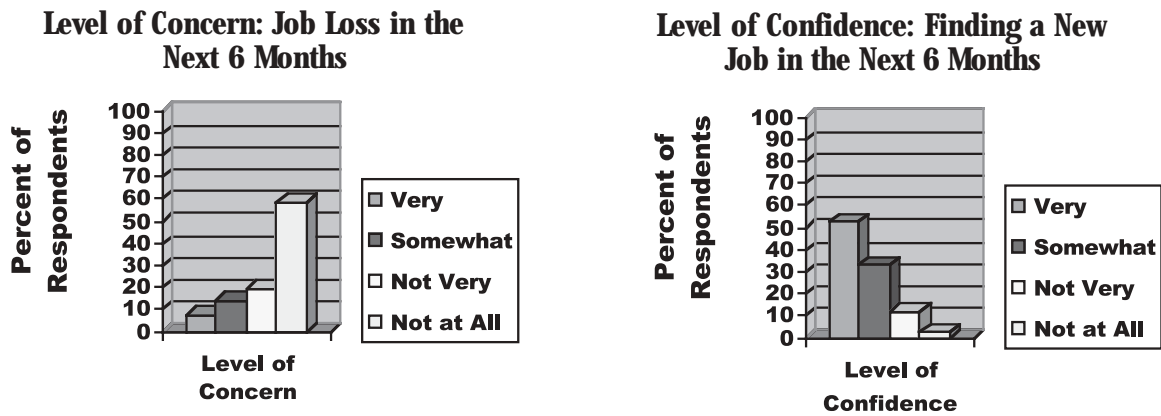 Level of Concern: Job Loss in the
Next 6 Months
Percent of
Respondents
100
90
80
70
60
50
40
30
20
10
0
Level of
Concern
Very
Somewhat
Not Very
Not at All
Level of Confidence: Finding a New
Job in the Next 6 Months
Percent of
Respondents
100
90
80
70
60
50
40
30
20
10
0
Level of
Confidence
Very
Somewhat
Not Very
Not at All